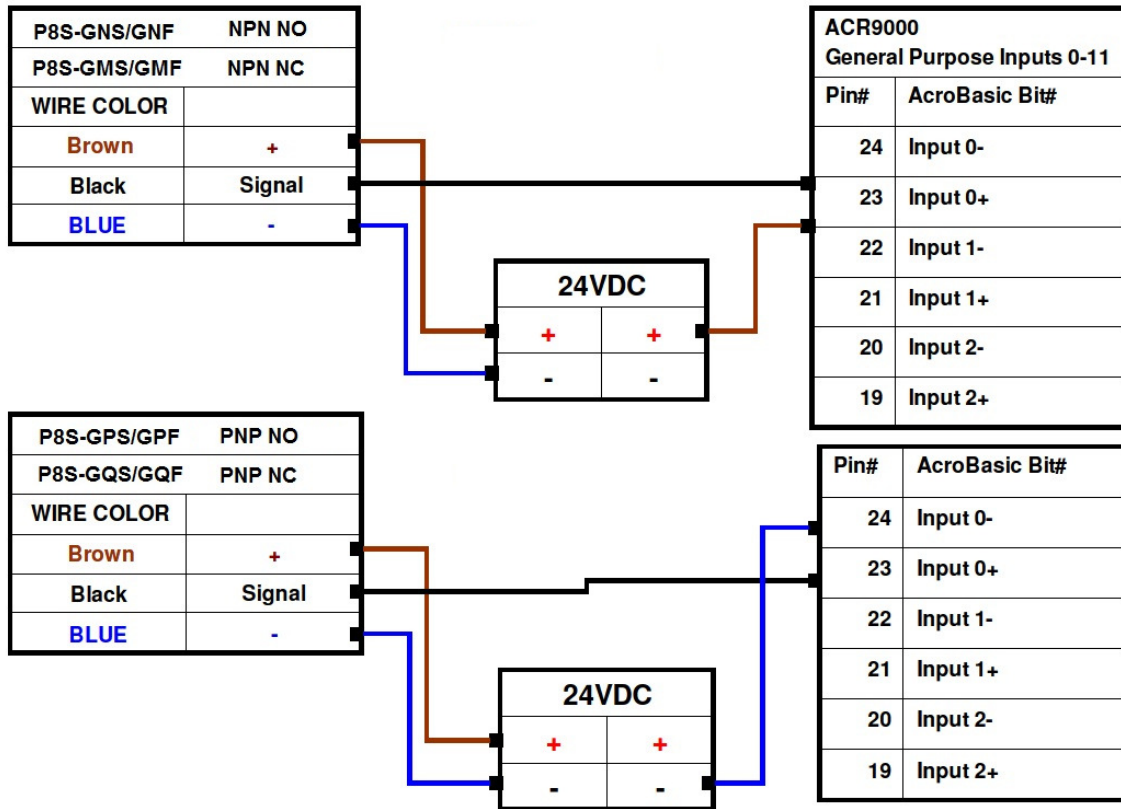 P8S-GNS/GNF NPN NO
P8S-GMS/GMF NPN NC
WIRE COLOR
Brown +
Black Signal
BLUE -
24VDC
+ +
- -
ACR9000
General Purpose Inputs 0-11
Pin# AcroBasic Bit#
24 Input 0-
23 Input 0+
22 Input 1-
21 Input 1+
20 Input 2-
19 Input 2+
P8S-GPS/GPF PNP NO
P8S-GQS/GQF PNP NC
WIRE COLOR
Brown +
Black Signal
BLUE -
24VDC
+ +
- -
Pin# AcroBasic Bit#
24 Input 0-
23 Input 0+
22 Input 1-
21 Input 1+
20 Input 2-
19 Input 2+